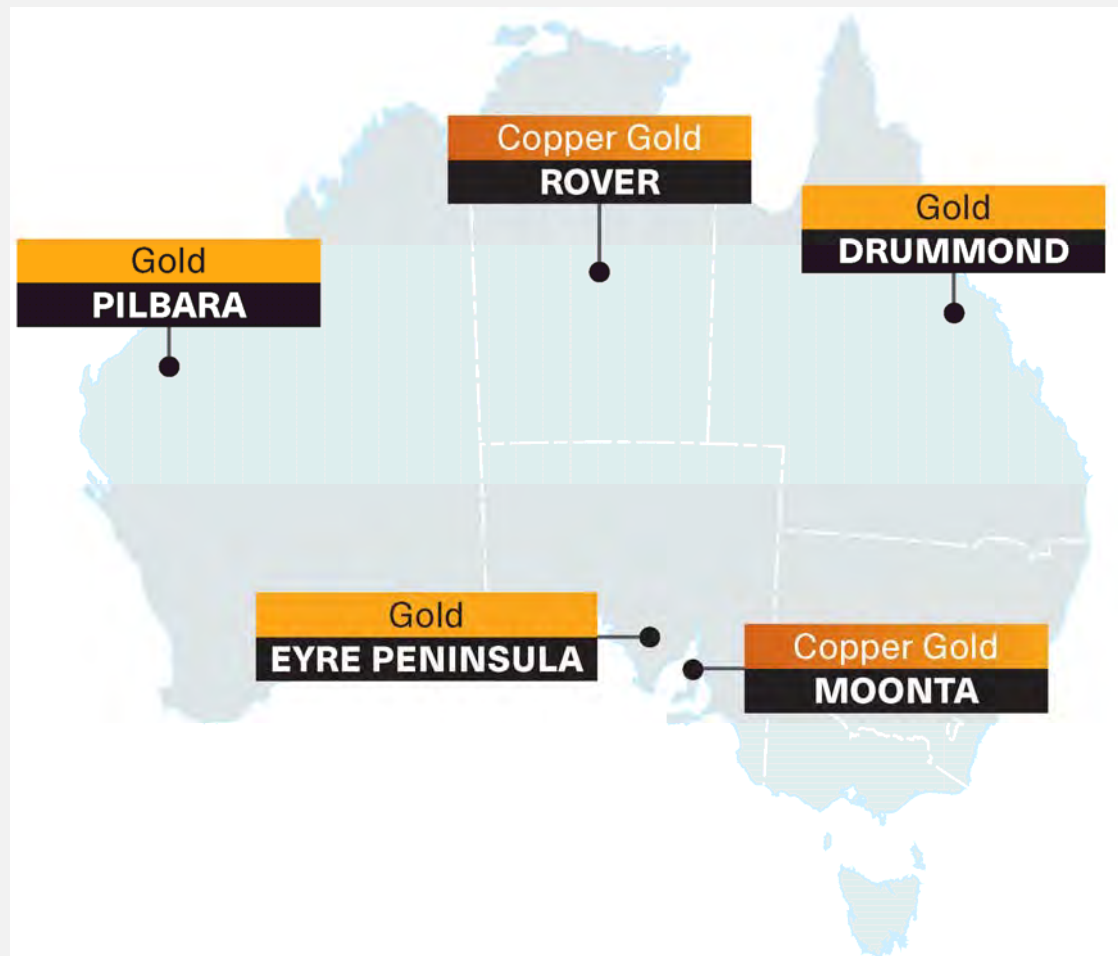 Copper Gold
ROVER
Gold
DRUMMOND
Gold
PILBARA
Gold
EYRE PENINSULA
Copper Gold
MOONTA